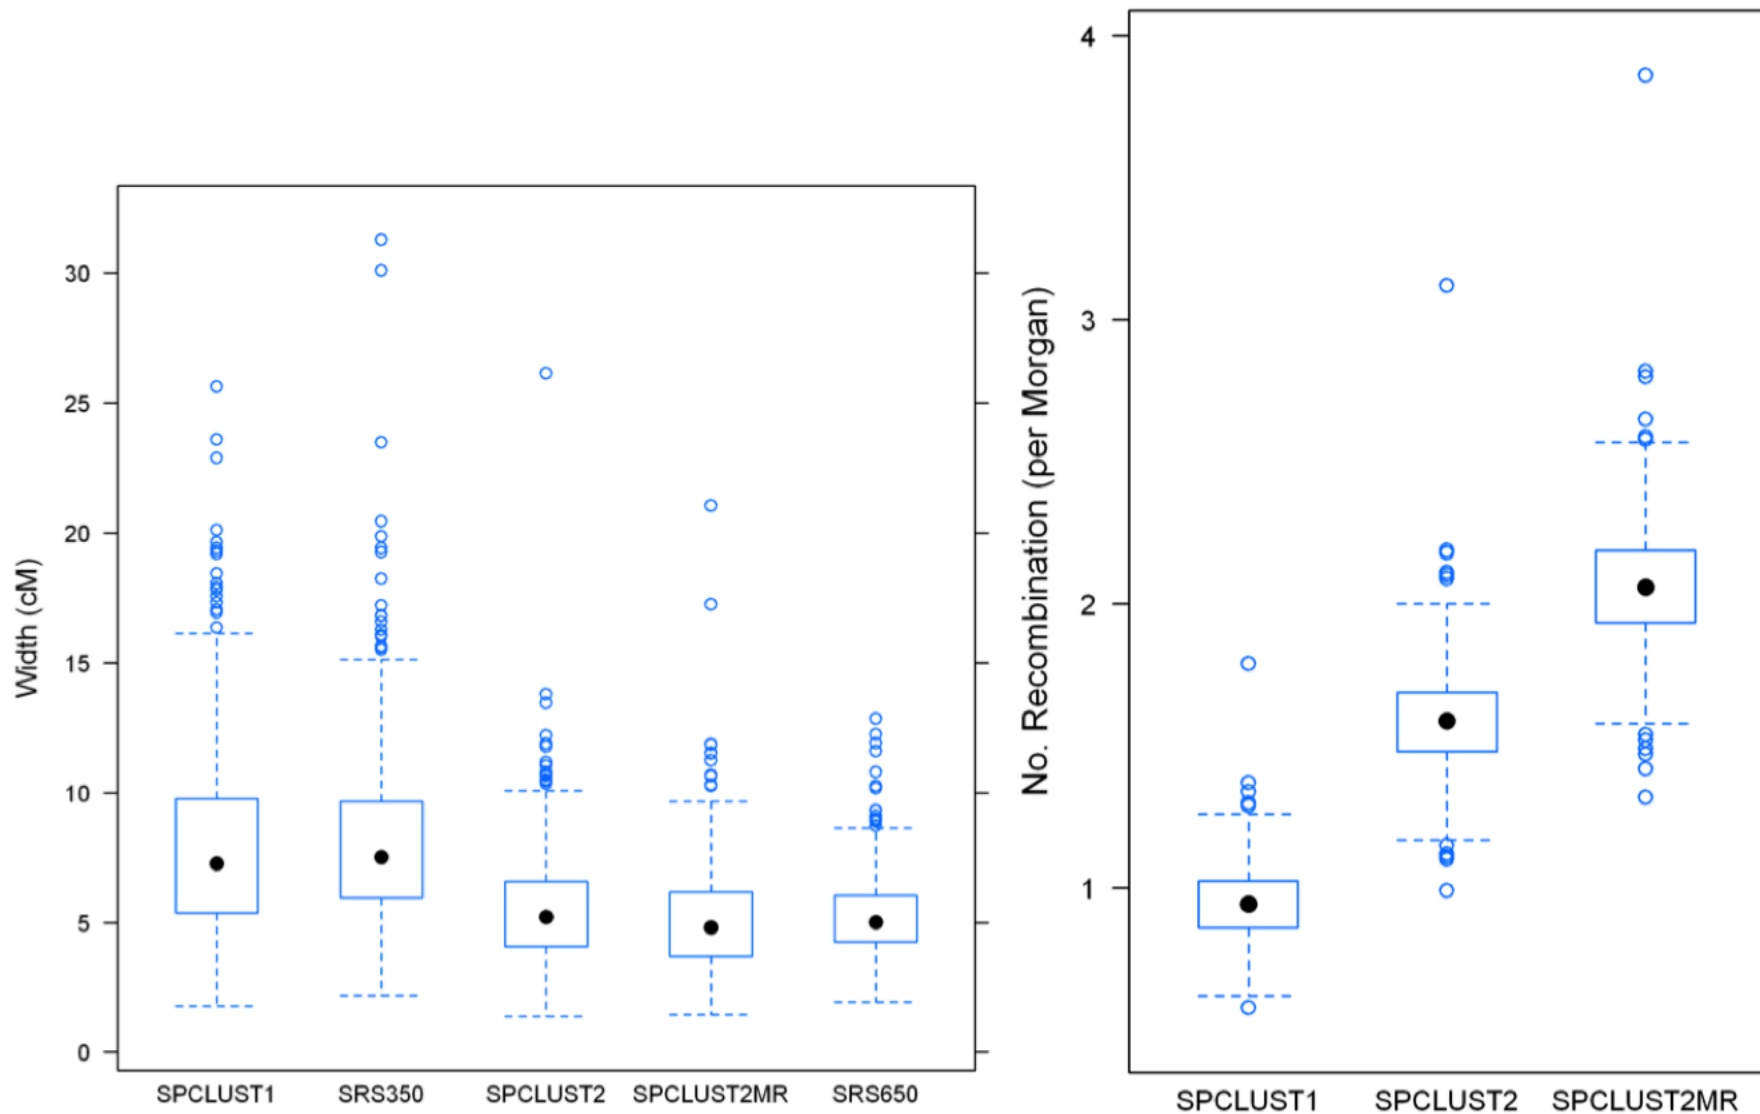 Width (cM)
30
25
20
15
10
5
0
SPCLUST1 SRS350 SPCLUST2 SPCLUST2MR SRS650
No. Recombination (per Morgan)
4
3
2
1
SPCLUST1 SPCLUST2 SPCLUST2MR